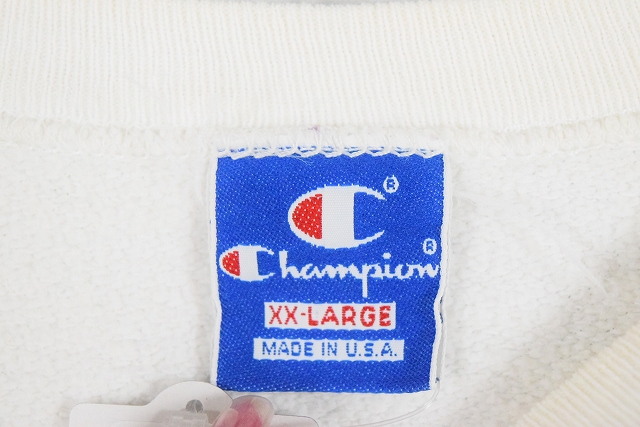 C®
Champion®
XX-LARGE
MADE IN U.S.A.